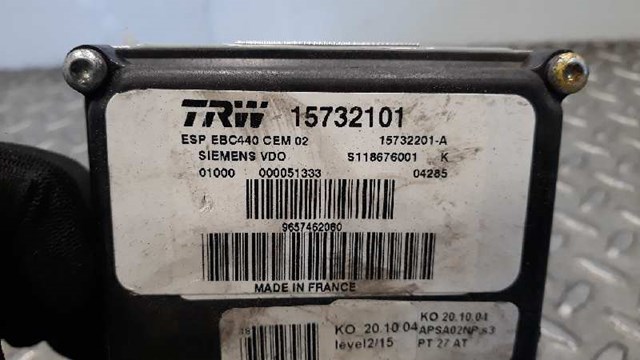 TRW 15732101
ESP EBC440 CEM 02 15732201-A
SIEMENS VDO S118676001 K
01000 000051333 04285
9657462080
MADE IN FRANCE
KO 20.10.04
KO 20.10.04
level2/15
PT 27 AT